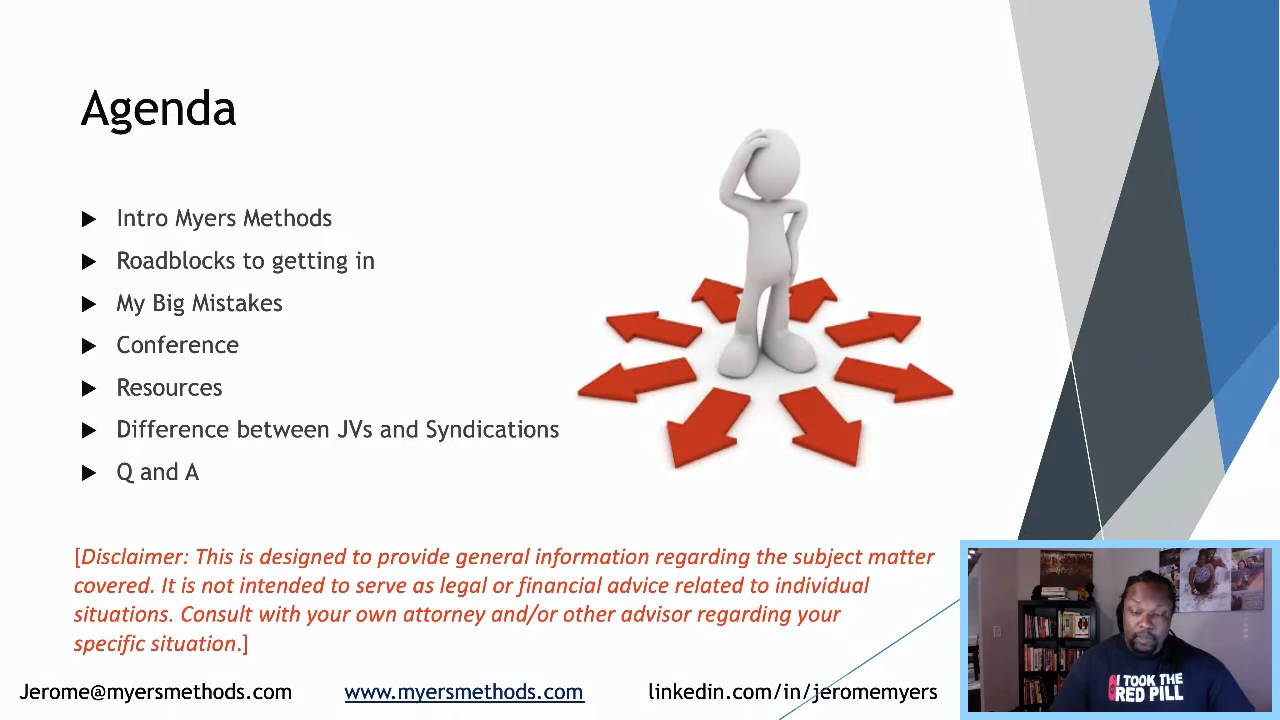 Agenda
Intro Myers Methods
Roadblocks to getting in
My Big Mistakes
Conference
Resources
Difference between JVs and Syndications
Q and A
[Disclaimer: This is designed to provide general information regarding the subject matter
covered. It is not intended to serve as legal or financial advice related to individual
situations. Consult with your own attorney and/or other advisor regarding your
specific situation.]
Jerome@myersmethods.com www.myersmethods.com linkedin.com/in/jeromemyers
I TOOK THE
RED PILL